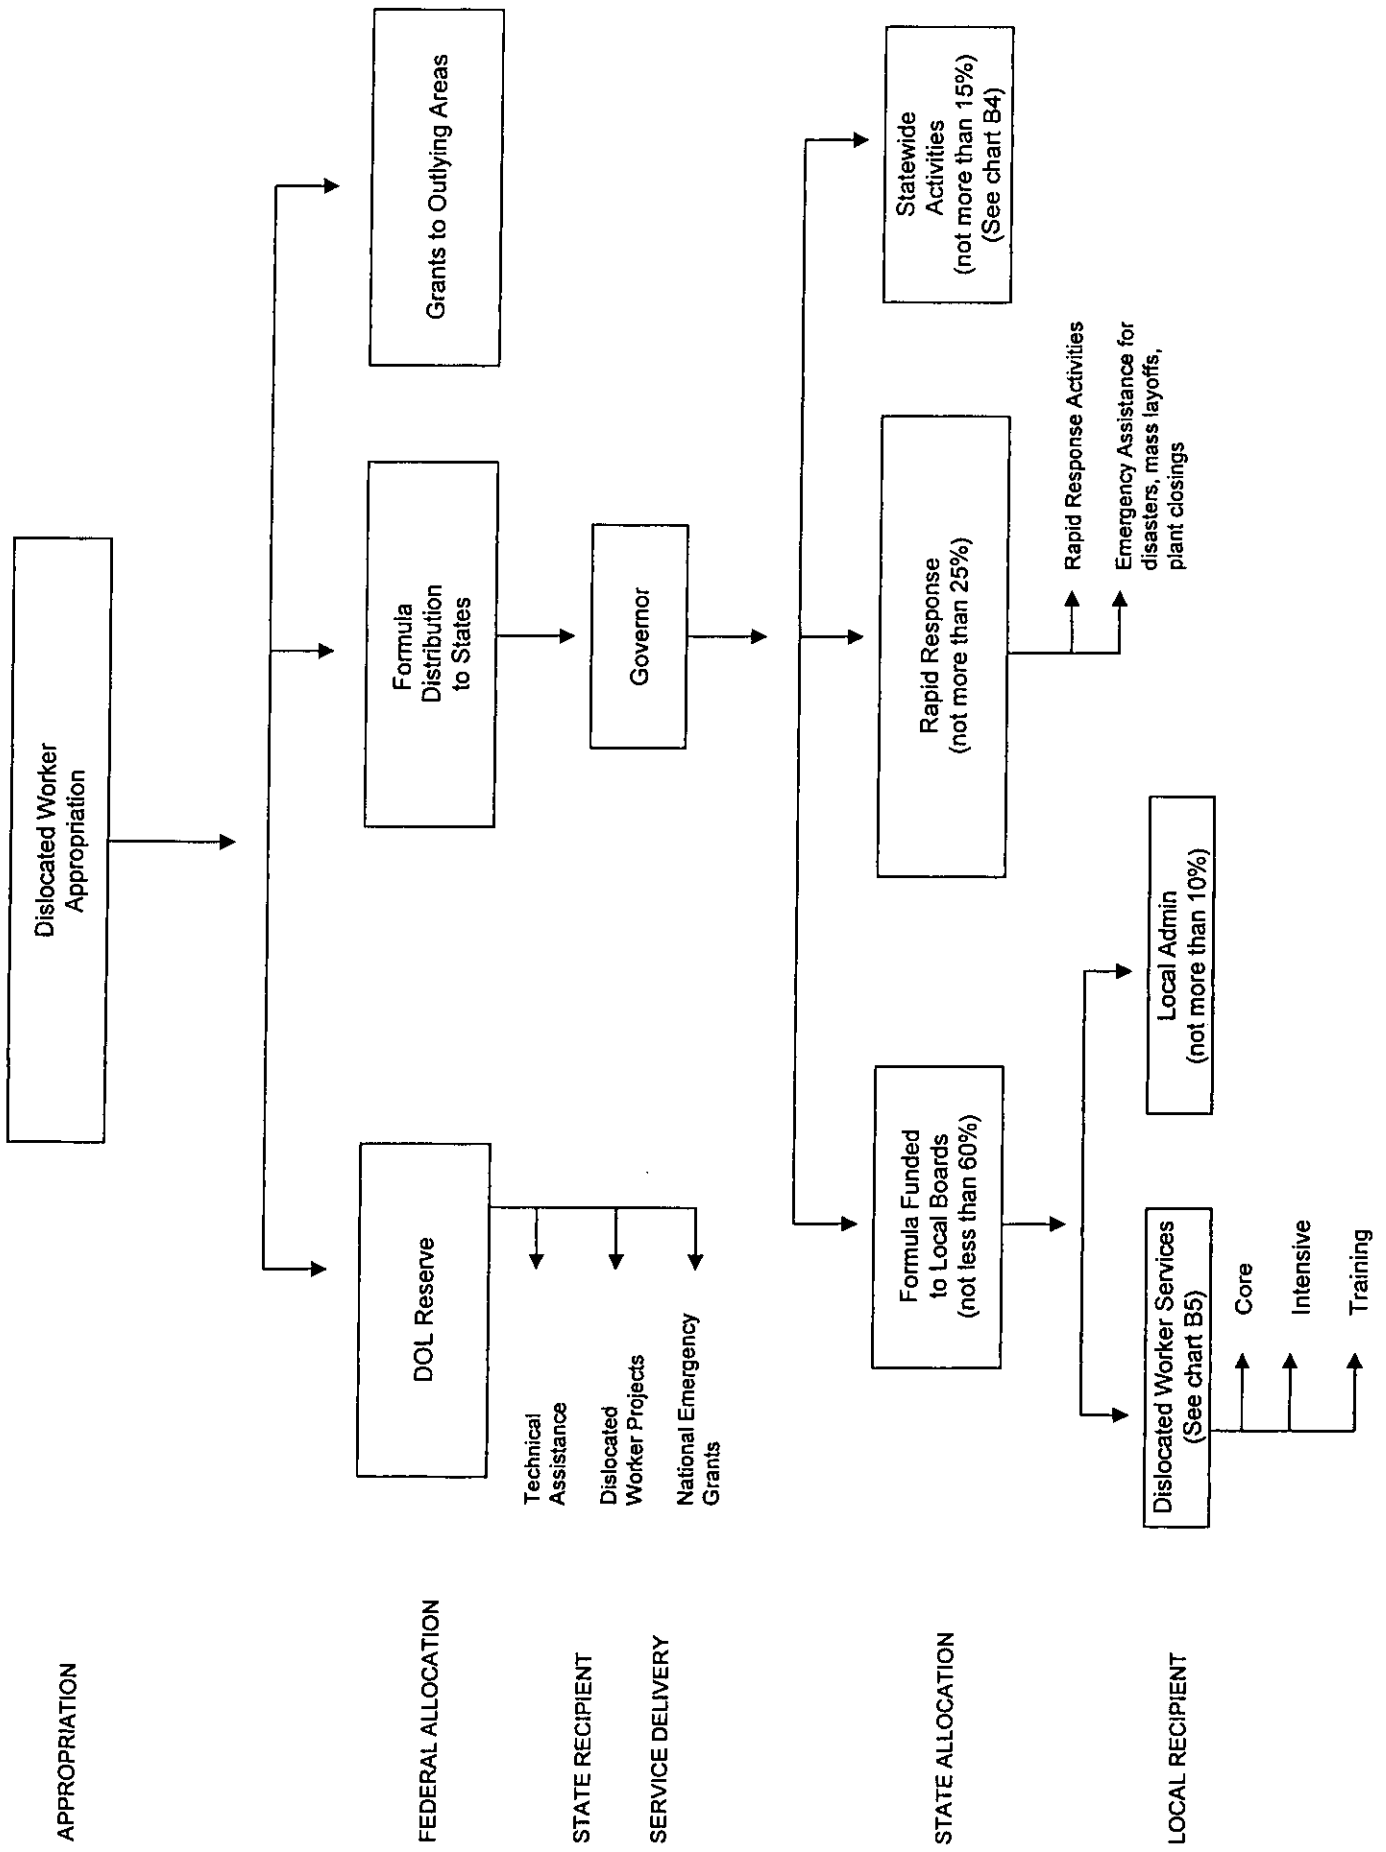 APPROPRIATION
Dislocated Worker
Appropriation
FEDERAL ALLOCATION
DOL Reserve
Formula
Distribution
to States
Grants to Outlying Areas
STATE RECIPIENT
SERVICE DELIVERY
Technical
Assistance
Dislocated
Worker Projects
National Emergency
Grants
Governor
STATE ALLOCATION
Formula Funded
to Local Boards
(not less than 60%)
Rapid Response
(not more than 25%)
Statewide
Activities
(not more than 15%)
(See chart B4)
Rapid Response Activities
Emergency Assistance for
disasters, mass layoffs,
plant closings
LOCAL RECIPIENT
Dislocated Worker Services
(See chart B5)
Local Admin
(not more than 10%)
Core
Intensive
Training